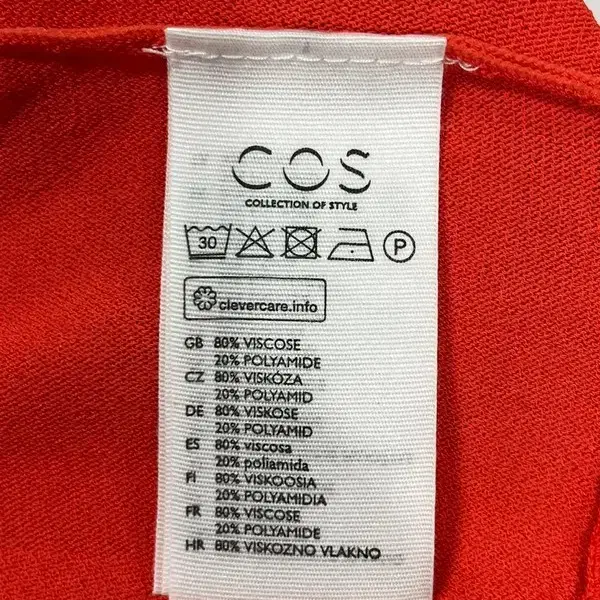 COS
COLLECTION OF STYLE
30 P
clevercare.info
GB 80% VISCOSE
20% POLYAMIDE
CZ 80% VISKÓZA
20% POLYAMID
DE 80% VISKOSE
20% POLYAMID
ES 80% viscosa
20% poliamida
FI 80% VISKOOSIA
20% POLYAMIDIA
FR 80% VISCOSE
20% POLYAMIDE
HR 80% VISKOZNO VLAKNO